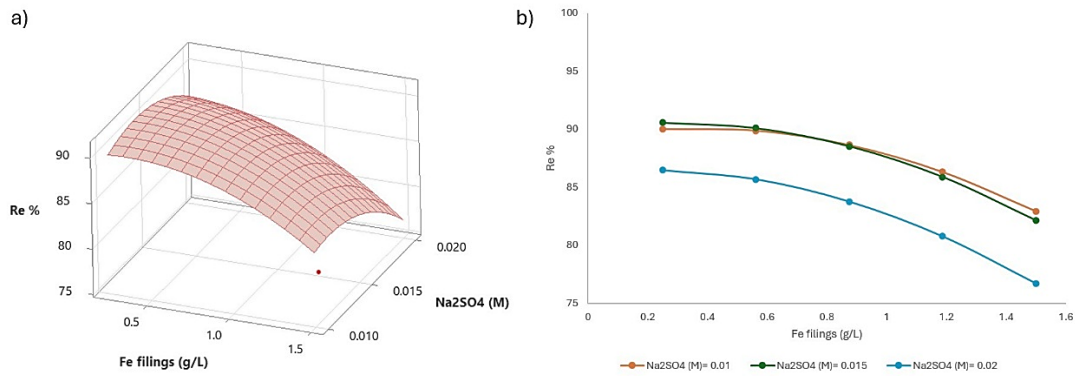 a)
90
85
80
75
Re %
0.5
1.0
1.5
Fe filings (g/L)
0.020
0.015
0.010
Na2SO4 (M)
b)
100
95
90
85
80
75
Re %
0 0.2 0.4 0.6 0.8 1 1.2 1.4 1.6
Fe filings (g/L)
Na2SO4 (M)= 0.01 Na2SO4 (M)= 0.015 Na2SO4 (M)= 0.02